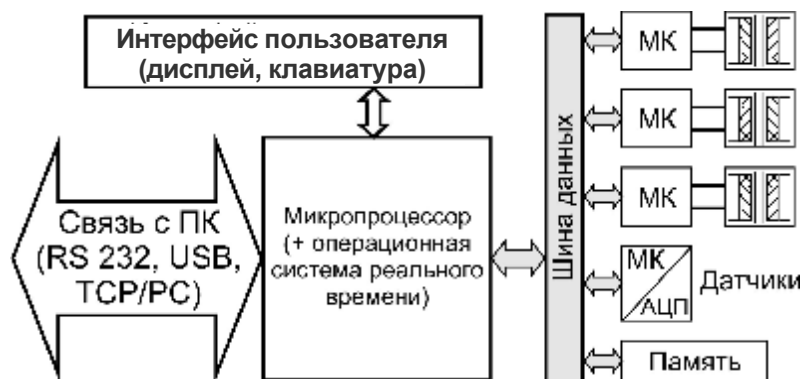 Интерфейс пользователя
(дисплей, клавиатура)
Связь с ПК
(RS 232, USB,
TCP/PC)
Микропроцессор
(+ операционная
система реального
времени)
Шина данных
МК
МК
МК
МК
АЦП
Датчики
Память